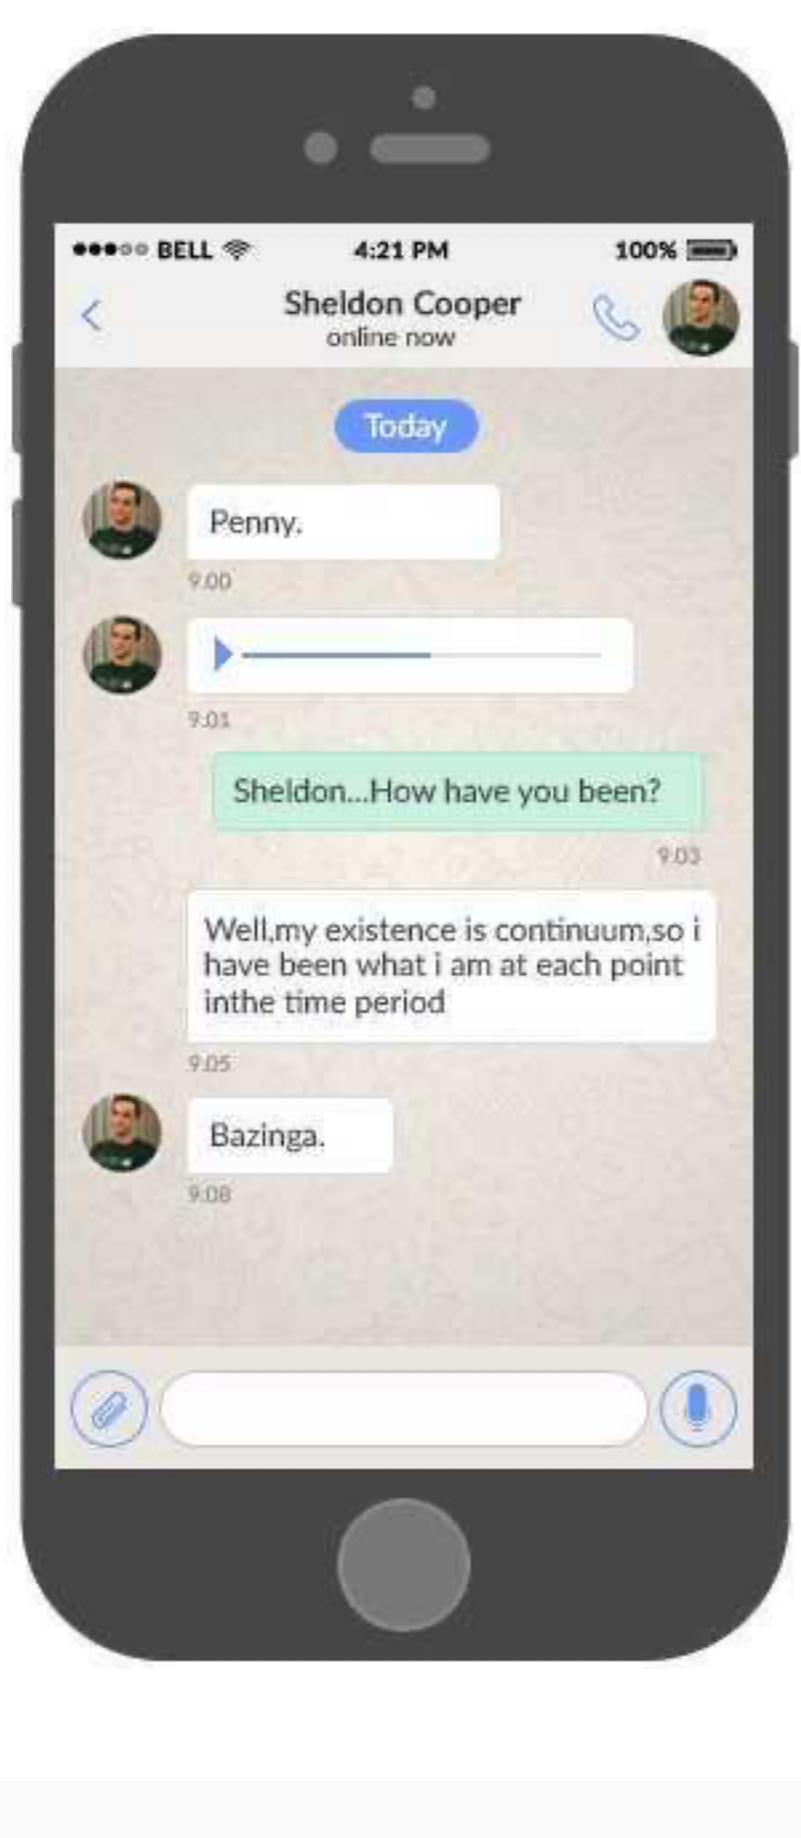 BELL 4:21 PM 100%
Sheldon Cooper
online now
Today
Penny.
9.00
9.01
Sheldon...How have you been?
9.03
Well,my existence is continuum,so i
have been what i am at each point
inthe time period
9.05
Bazinga.
9.08